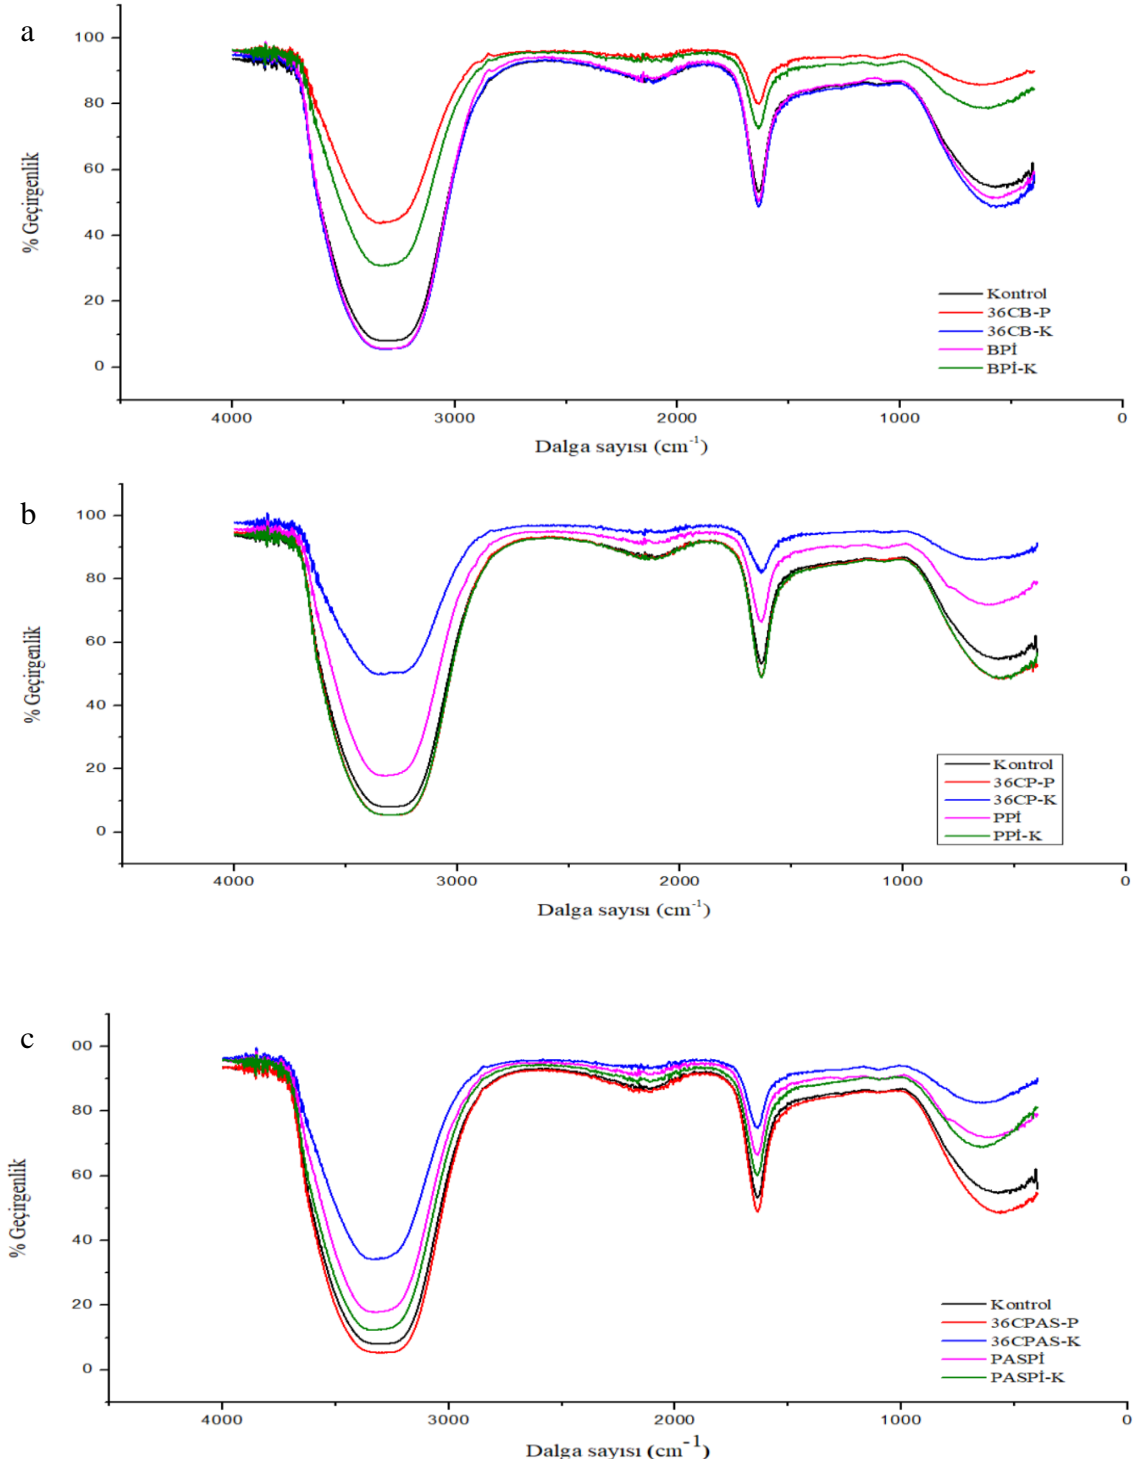 a
100
80
60
40
20
0
% Geçirgenlik
Kontrol
36CB-P
36CB-K
BPİ
BPİ-K
4000 3000 2000 1000 0
Dalga sayısı (cm-1)
b
100
80
60
40
20
0
% Geçirgenlik
Kontrol
36CP-P
36CP-K
PPİ
PPİ-K
4000 3000 2000 1000 0
Dalga sayısı (cm-1)
c
00
80
60
40
20
0
% Geçirgenlik
Kontrol
36CPAS-P
36CPAS-K
PASPİ
PASPİ-K
4000 3000 2000 1000 0
Dalga sayısı (cm-1)